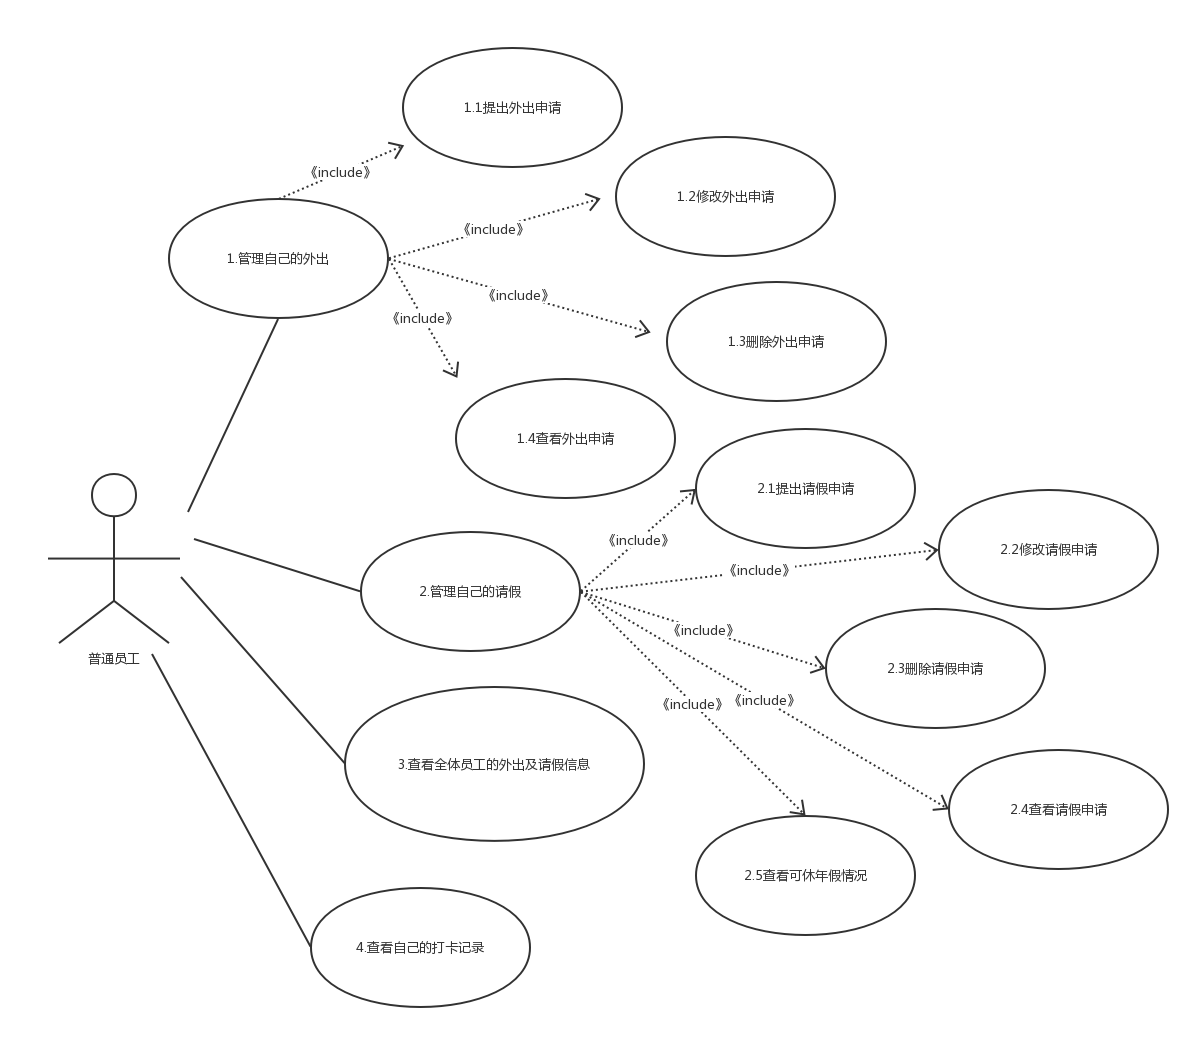 1.1提出外出申请
《include》
1.2修改外出申请
《include》
1.管理自己的外出
《include》
《include》
1.3删除外出申请
1.4查看外出申请
2.1提出请假申请
《include》
2.2修改请假申请
《include》
2.管理自己的请假
《include》
2.3删除请假申请
普通员工
《include》
《include》
3.查看全体员工的外出及请假信息
2.4查看请假申请
2.5查看可休年假情况
4.查看自己的打卡记录